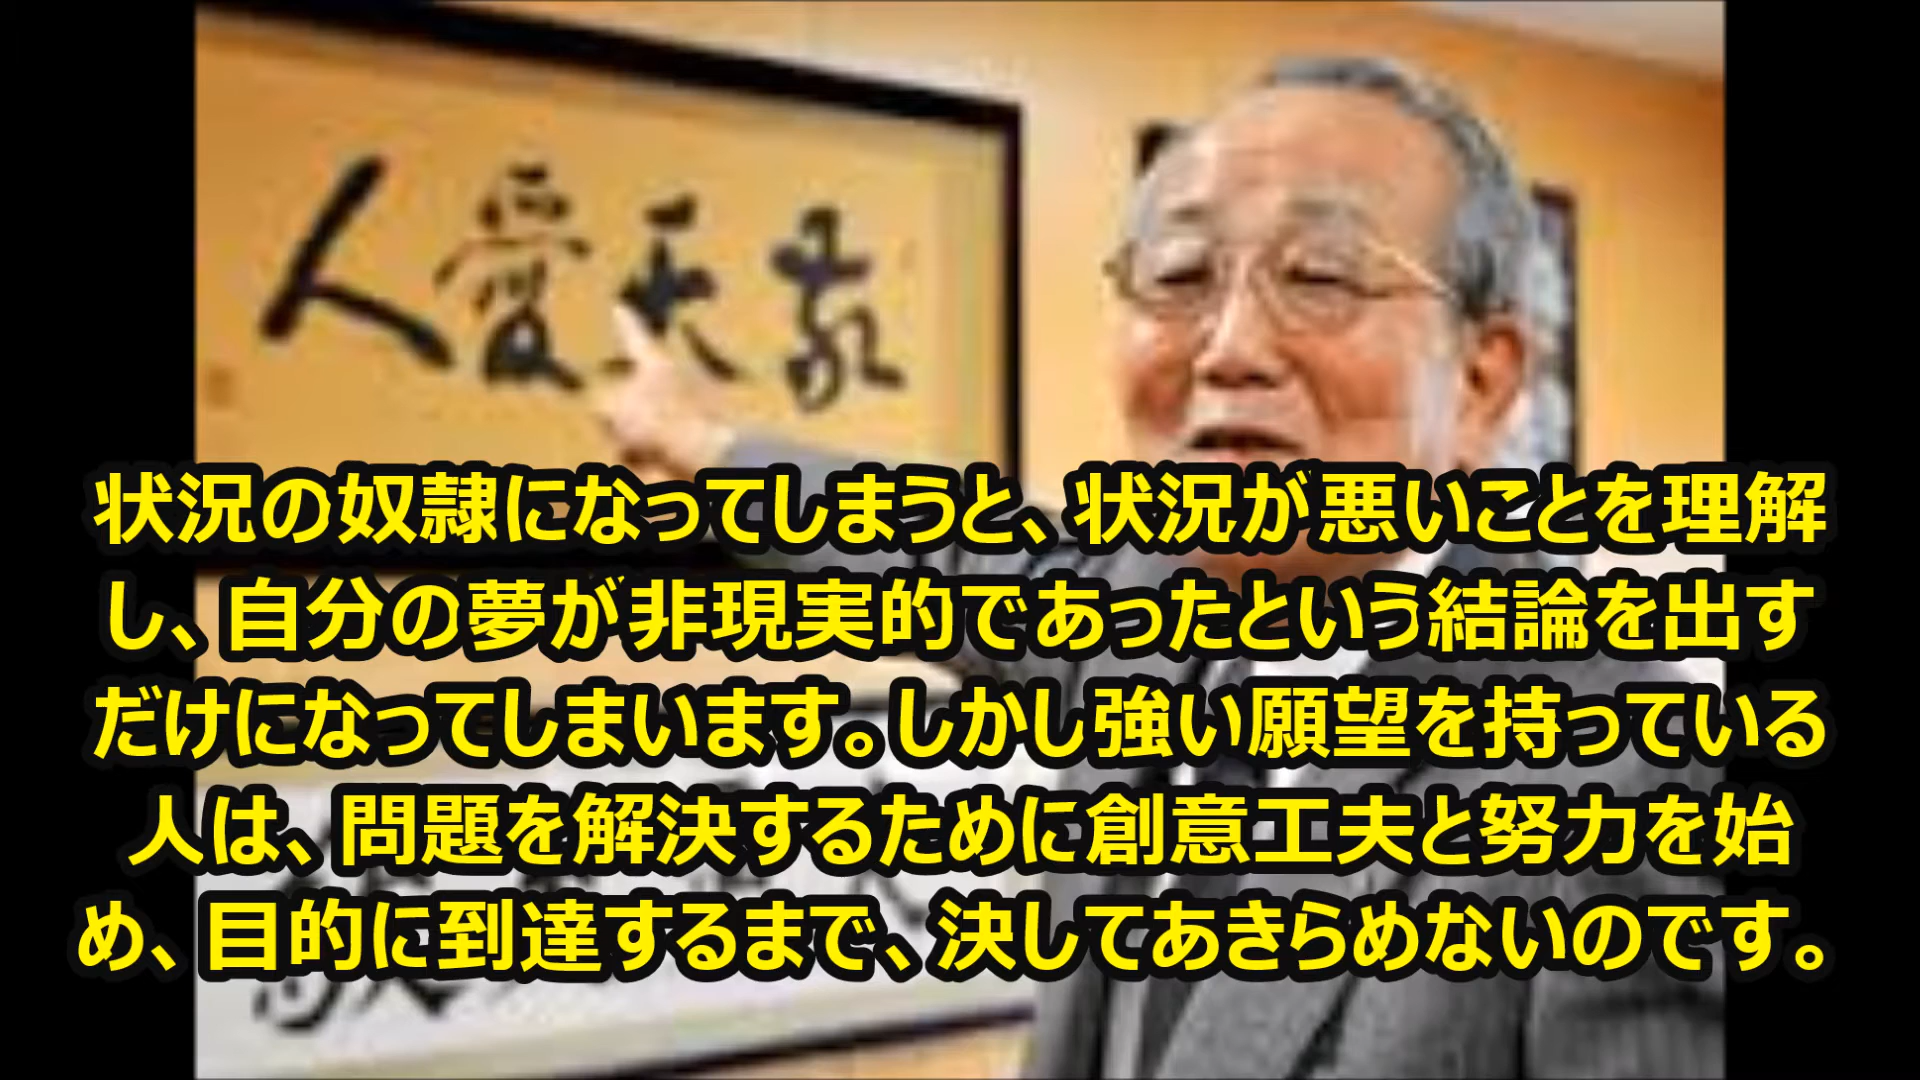 敬天愛人
状況の奴隷になってしまうと、状況が悪いことを理解
し、自分の夢が非現実的であったという結論を出す
だけになってしまいます。しかし強い願望を持っている
人は、問題を解決するために創意工夫と努力を始
め、目的に到達するまで、決してあきらめないのです。